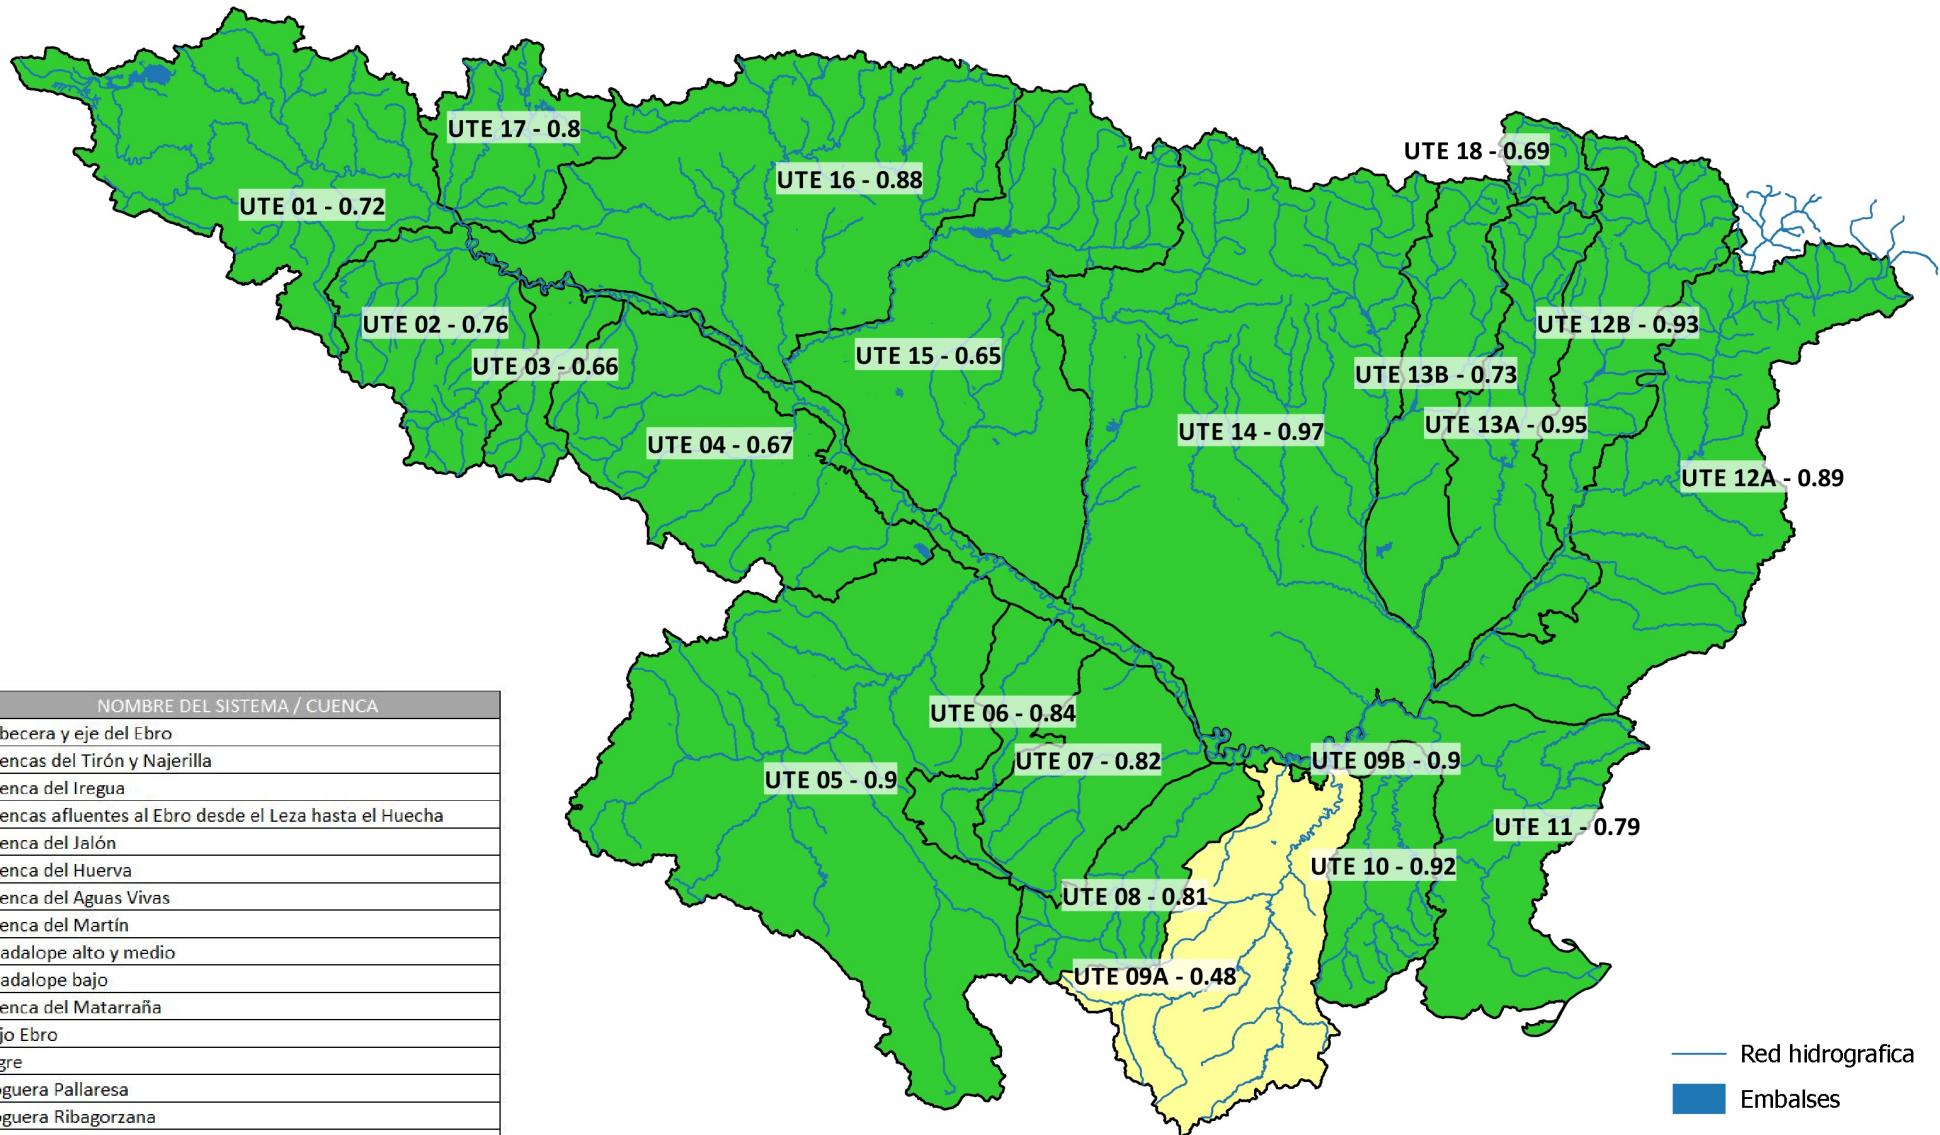 UTE 17 - 0.8
UTE 18 - 0.69
UTE 16 - 0.88
UTE 01 - 0.72
UTE 02 - 0.76
UTE 12B - 0.93
UTE 15 - 0.65
UTE 03 - 0.66
UTE 13B - 0.73
UTE 13A - 0.95
UTE 14 - 0.97
UTE 04 - 0.67
UTE 12A - 0.89
UTE 06 - 0.84
UTE 07 - 0.82
UTE 09B - 0.9
UTE 05 - 0.9
UTE 11 - 0.79
UTE 10 - 0.92
UTE 08 - 0.81
UTE 09A - 0.48
NOMBRE DEL SISTEMA / CUENCA
becera y eje del Ebro
encas del Tirón y Najerilla
enca del Iregua
encas afluentes al Ebro desde el Leza hasta el Huecha
enca del Jalón
enca del Huerva
enca del Aguas Vivas
enca del Martín
adalope alto y medio
adalope bajo
enca del Matarraña
jo Ebro
gre
guera Pallaresa
guera Ribagorzana
Red hidrografica
Embalses